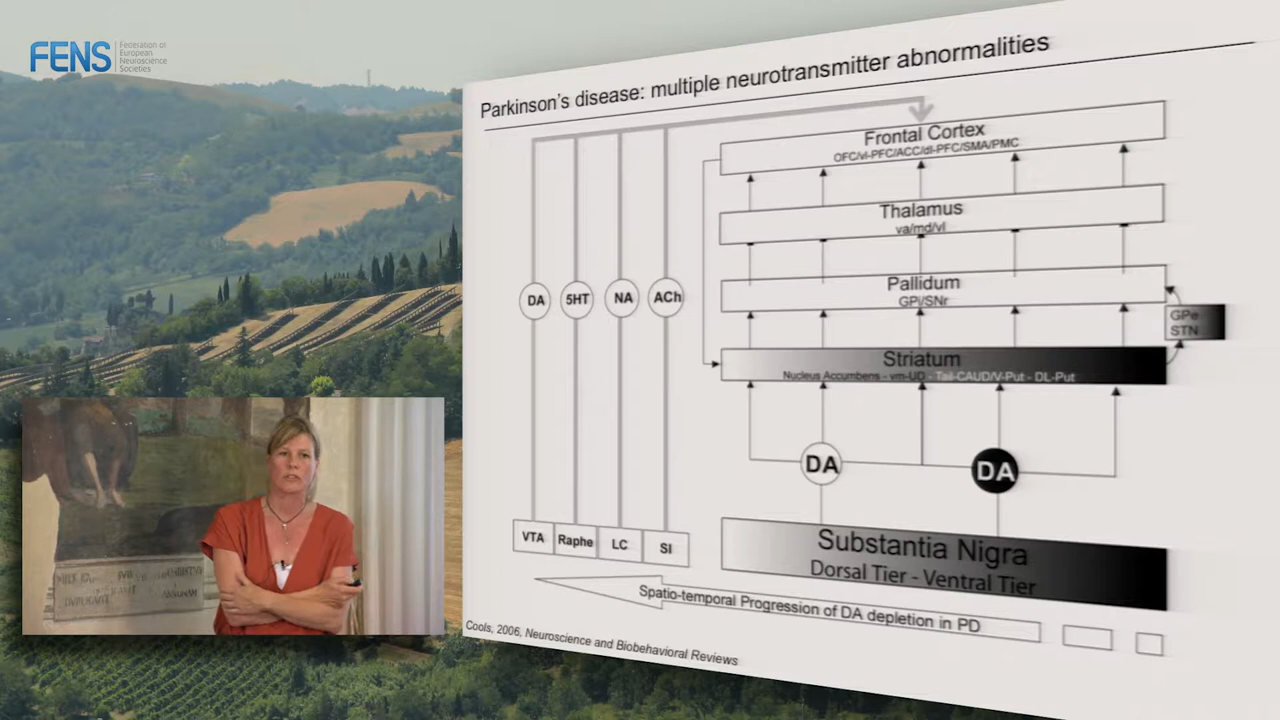 FENS
Federation of
European
Neuroscience
Societies
Parkinson's disease: multiple neurotransmitter abnormalities
Frontal Cortex
OFC/vl-PFC/ACC/dl-PFC/SMA/PMC
Thalamus
va/md/vl
Pallidum
GPi/SNr
GPe
STN
DA 5HT NA ACh
Striatum
Nucleus Accumbens - vm-UD - Tail-CAUD/V-Put - DL-Put
DA DA
VTA Raphe LC SI
Substantia Nigra
Dorsal Tier - Ventral Tier
Spatio-temporal Progression of DA depletion in PD
Cools, 2006, Neuroscience and Biobehavioral Reviews